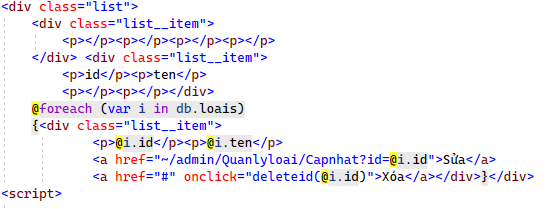 <div class="list">
<div class="list__item">
<p></p><p></p><p></p><p></p>
</div> <div class="list__item">
<p>id</p><p>ten</p>
<p></p><p></p></div>
@foreach (var i in db.loais)
{<div class="list__item">
<p>@i.id</p><p>@i.ten</p>
<a href="~/admin/Quanlyloai/Capnhat?id=@i.id">Sửa</a>
<a href="#" onclick="deleteid(@i.id)">Xóa</a></div>}</div>
<script>